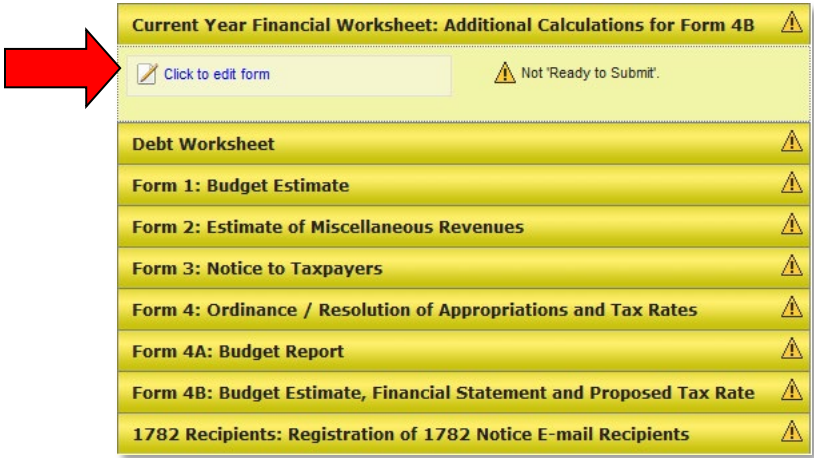 Current Year Financial Worksheet: Additional Calculations for Form 4B
Click to edit form
Not 'Ready to Submit'.
Debt Worksheet
Form 1: Budget Estimate
Form 2: Estimate of Miscellaneous Revenues
Form 3: Notice to Taxpayers
Form 4: Ordinance / Resolution of Appropriations and Tax Rates
Form 4A: Budget Report
Form 4B: Budget Estimate, Financial Statement and Proposed Tax Rate
1782 Recipients: Registration of 1782 Notice E-mail Recipients